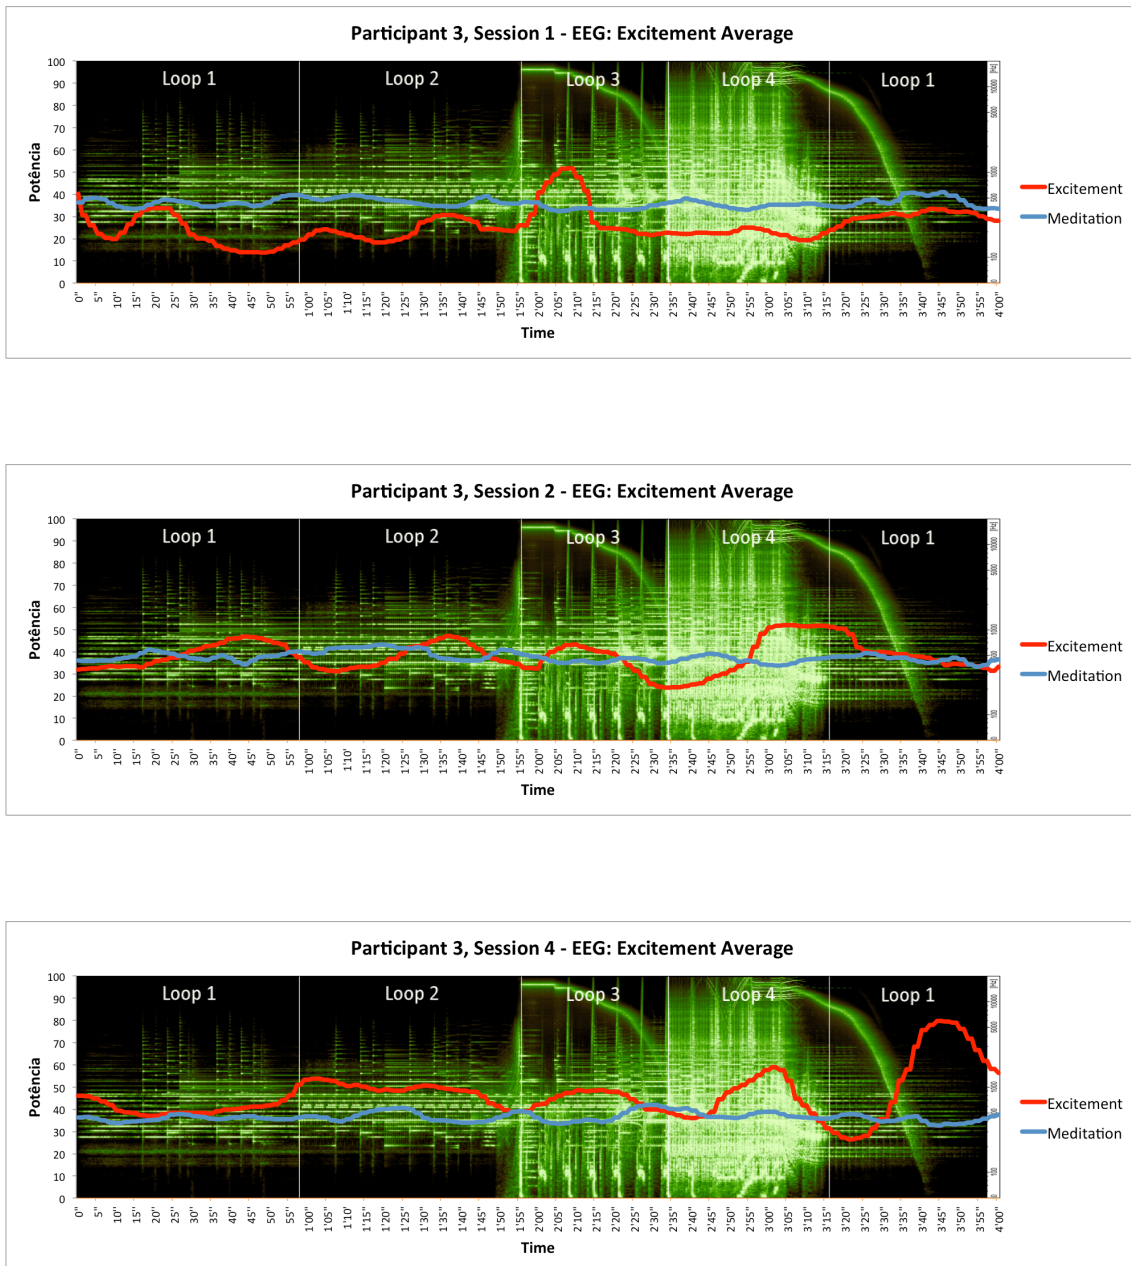 Participant 3, Session 1 - EEG: Excitement Average
Potência
100
90
80
70
60
50
40
30
20
10
0
Loop 1 Loop 2 Loop 3 Loop 4 Loop 1
[Hz]
10000
5000
1000
500
100
Excitement
Meditation
0" 5" 10" 15" 20" 25" 30" 35" 40" 45" 50" 55" 1'00" 1'05" 1'10' 1'15" 1'20" 1'25" 1'30" 1'35" 1'40" 1'45" 1'50" 1'55" 2'00" 2'05" 2'10" 2'15" 2'20" 2'25" 2'30" 2'35" 2'40" 2'45" 2'50" 2'55" 3'00" 3'05" 3'10" 3'15" 3'20" 3'25" 3'30" 3'35" 3'40" 3'45" 3'50" 3'55" 4'00"
Time
Participant 3, Session 2 - EEG: Excitement Average
Potência
100
90
80
70
60
50
40
30
20
10
0
Loop 1 Loop 2 Loop 3 Loop 4 Loop 1
[Hz]
10000
5000
1000
100
Excitement
Meditation
0" 5" 10" 15" 20" 25" 30" 35" 40" 45" 50" 55" 1'00" 1'05" 1'10' 1'15" 1'20" 1'25" 1'30" 1'35" 1'40" 1'45" 1'50" 1'55" 2'00" 2'05" 2'10" 2'15" 2'20" 2'25" 2'30" 2'35" 2'40" 2'45" 2'50" 2'55" 3'00" 3'05" 3'10" 3'15" 3'20" 3'25" 3'30" 3'35" 3'40" 3'45" 3'50" 3'55" 4'00"
Time
Participant 3, Session 4 - EEG: Excitement Average
Potência
100
90
80
70
60
50
40
30
20
10
0
Loop 1 Loop 2 Loop 3 Loop 4 Loop 1
[Hz]
10000
5000
1000
100
Excitement
Meditation
0" 5" 10" 15" 20" 25" 30" 35" 40" 45" 50" 55" 1'00" 1'05" 1'10' 1'15" 1'20" 1'25" 1'30" 1'35" 1'40" 1'45" 1'50" 1'55" 2'00" 2'05" 2'10" 2'15" 2'20" 2'25" 2'30" 2'35" 2'40" 2'45" 2'50" 2'55" 3'00" 3'05" 3'10" 3'15" 3'20" 3'25" 3'30" 3'35" 3'40" 3'45" 3'50" 3'55" 4'00"
Time